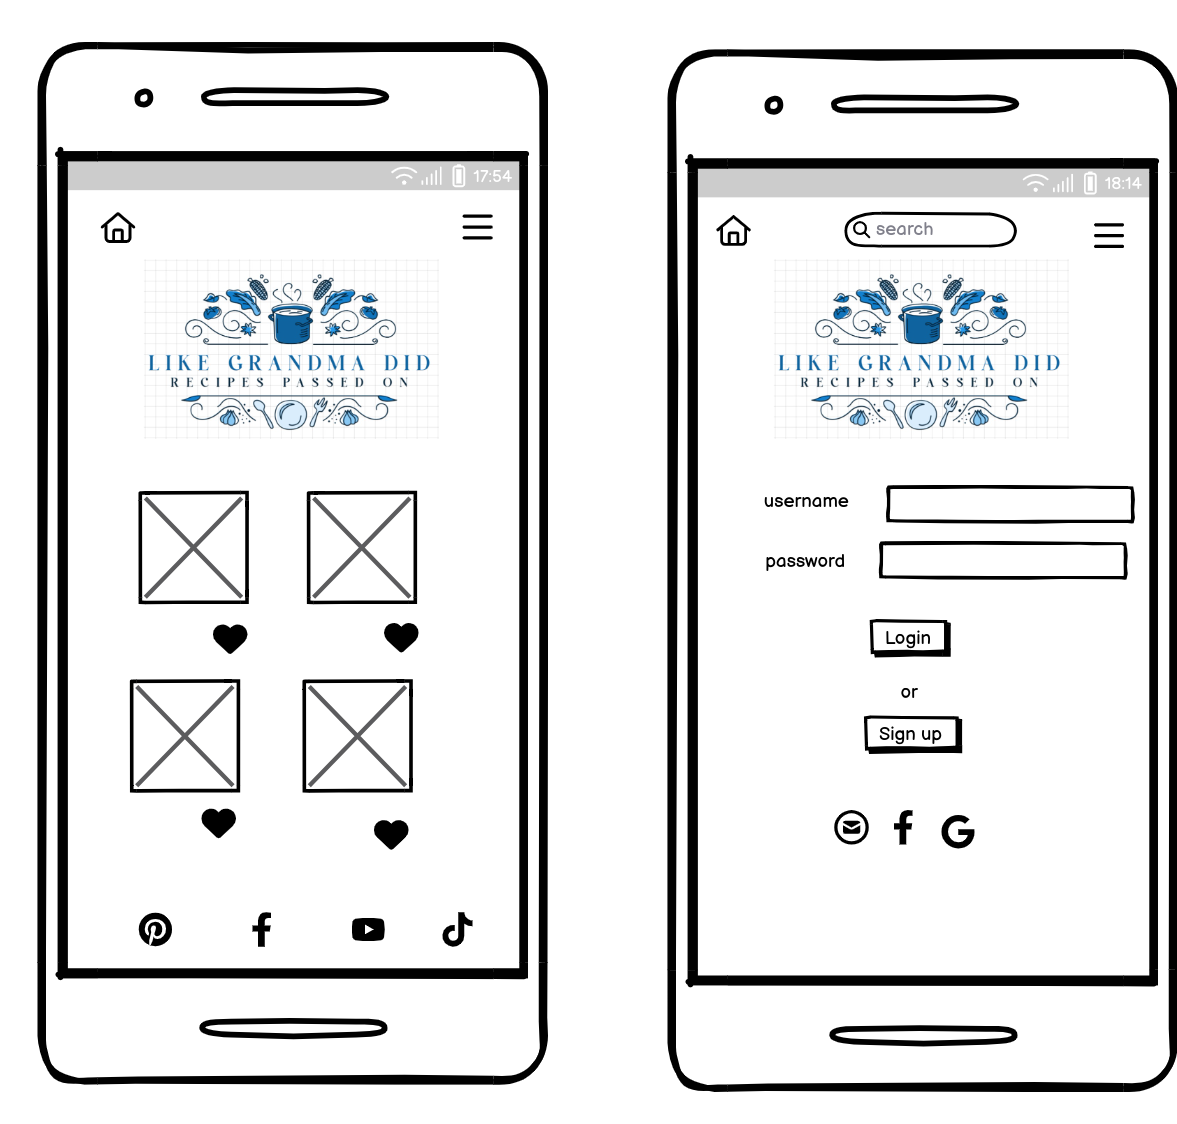 17:54
LIKE GRANDMA DID
RECIPES PASSED ON
18:14
search
LIKE GRANDMA DID
RECIPES PASSED ON
username
password
Login
or
Sign up